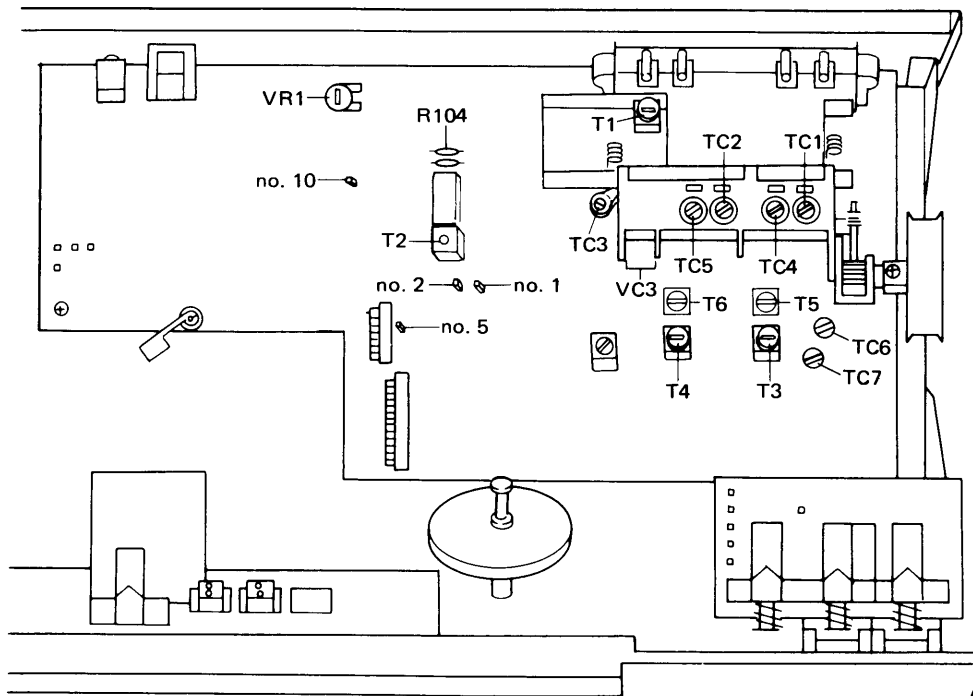 VR1
R104
T1
TC2
TC1
no. 10
T2
TC3
TC5
TC4
no. 2
no. 1
VC3
T6
T5
no. 5
TC6
T4
T3
TC7